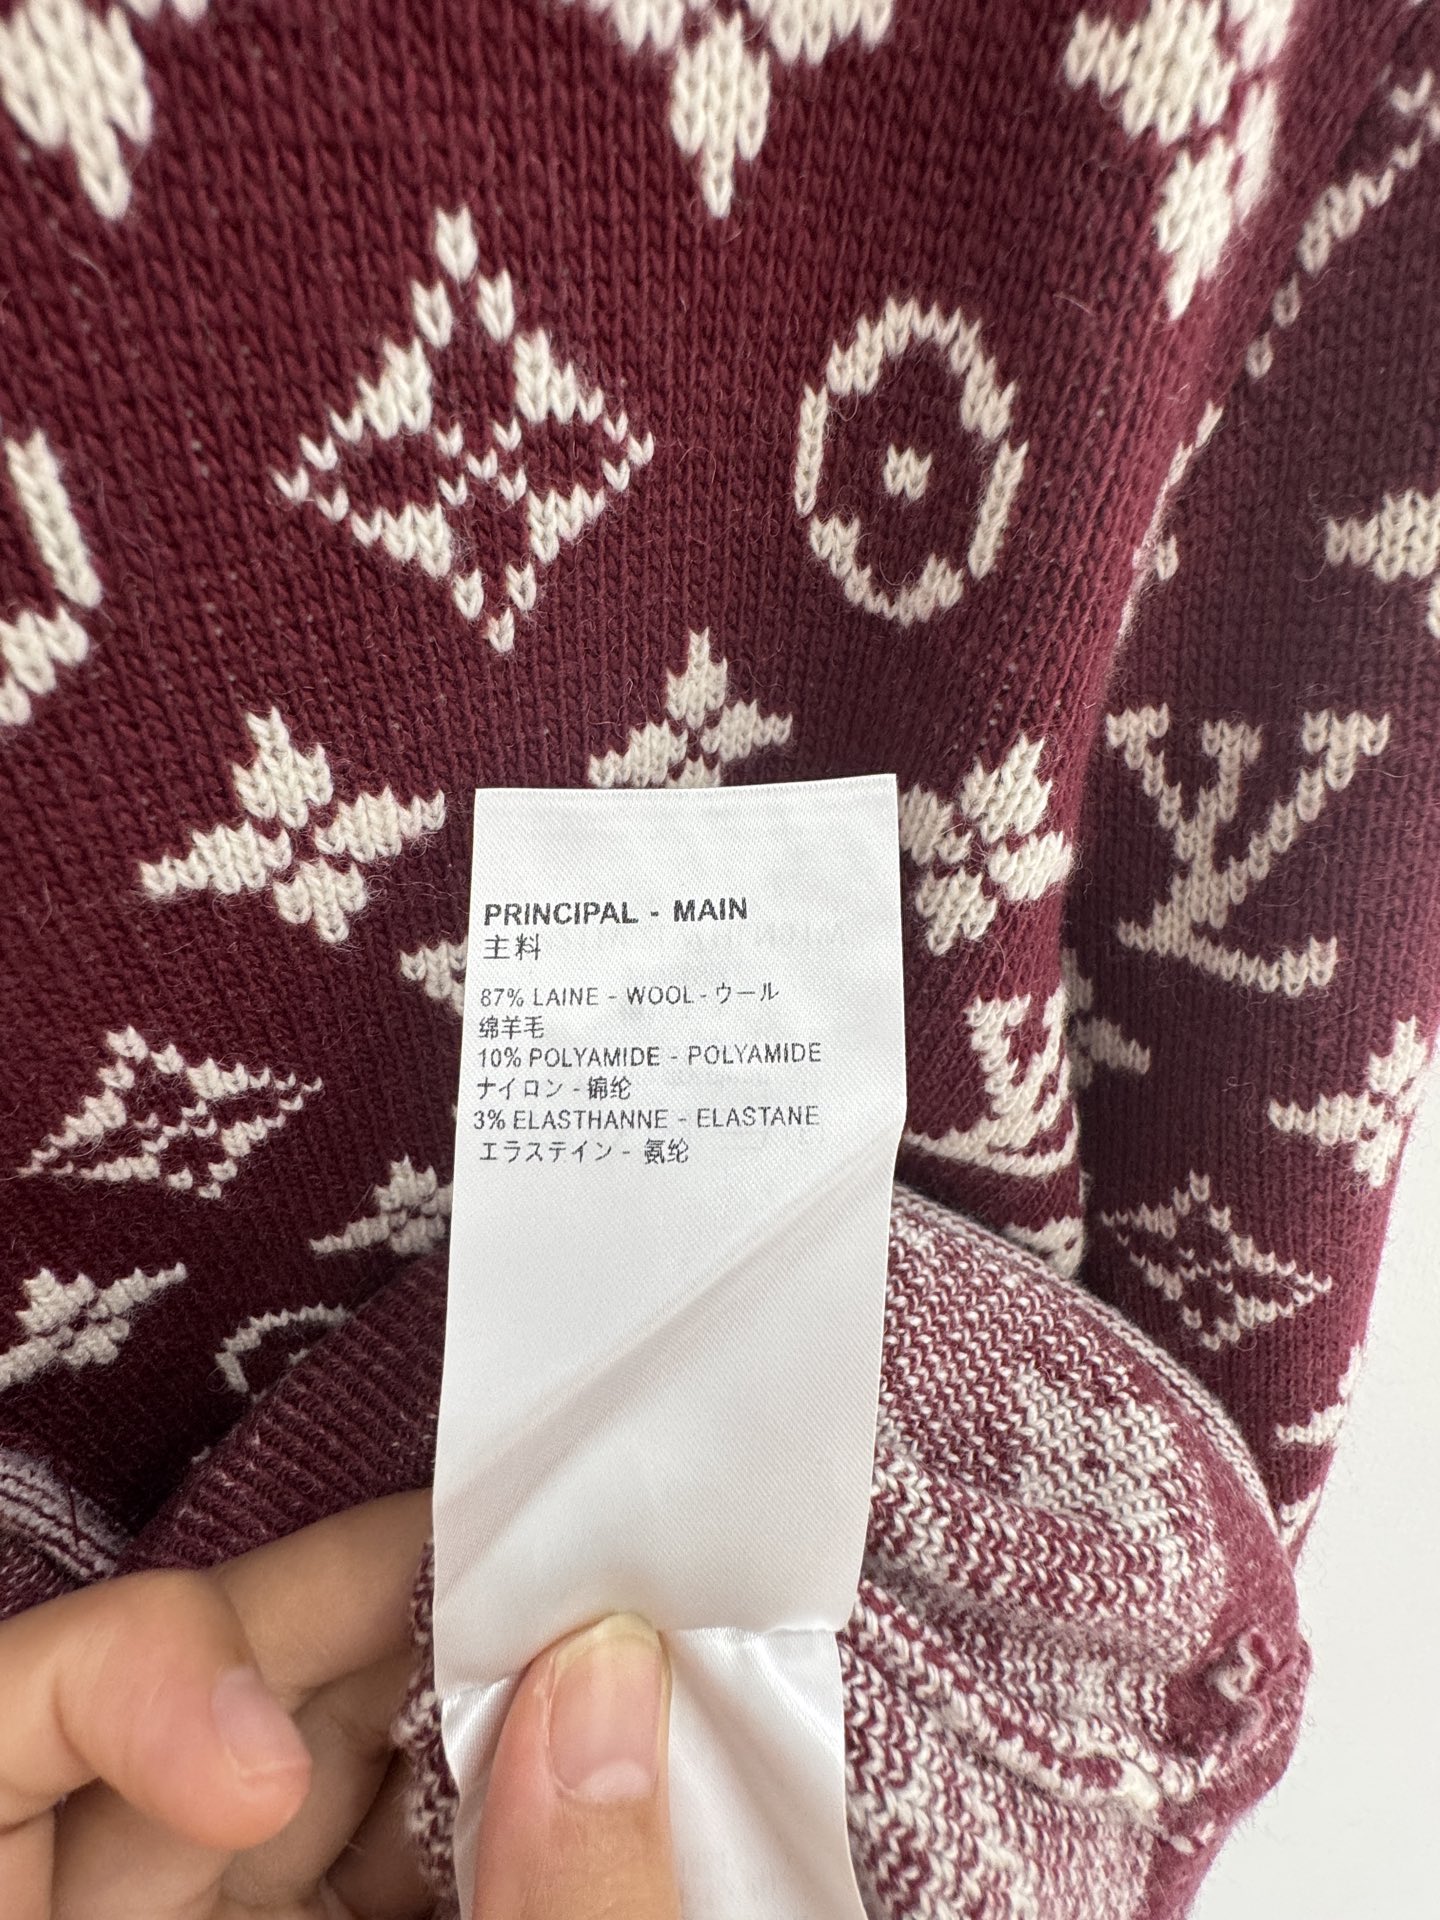 PRINCIPAL - MAIN
主料
87% LAINE - WOOL - ウール
绵羊毛
10% POLYAMIDE - POLYAMIDE
ナイロン - 锦纶
3% ELASTHANNE - ELASTANE
エラステイン - 氨纶
LV